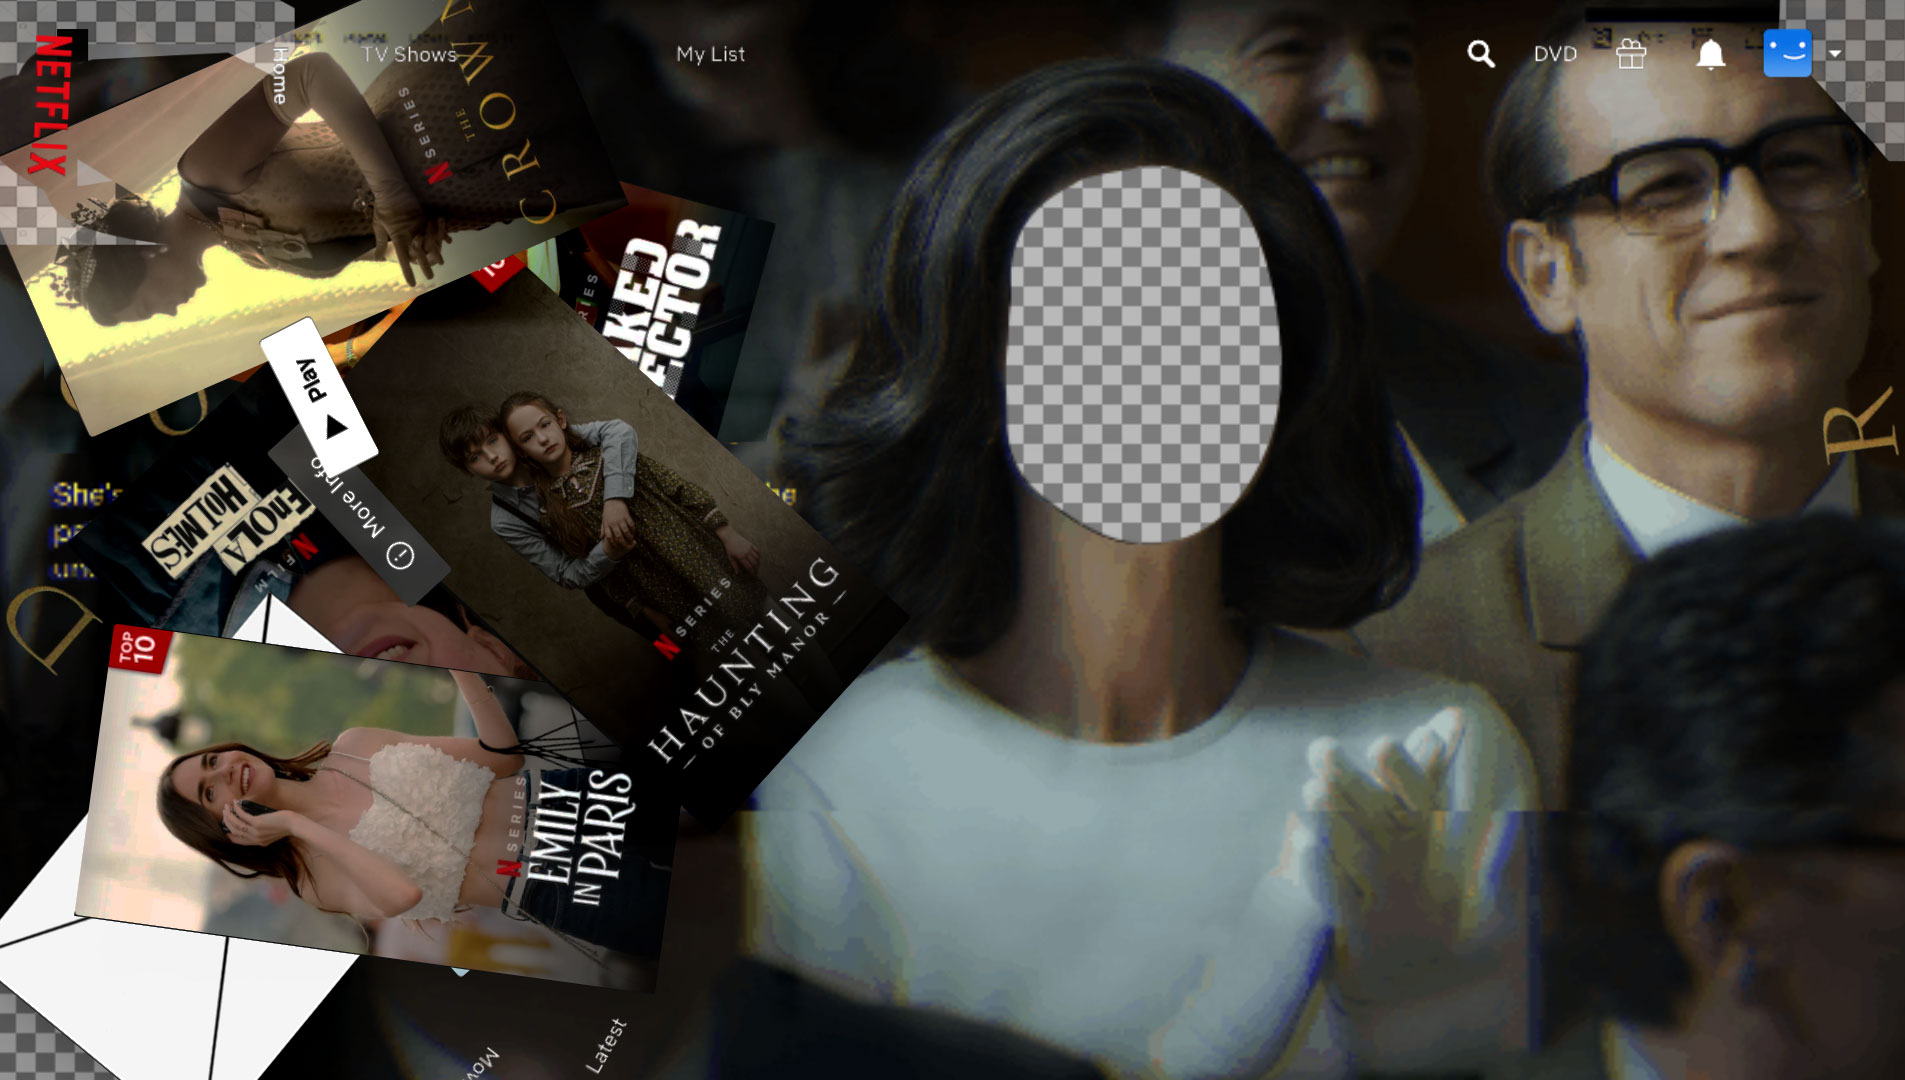 NETFLIX
Home
TV Shows
My List
DVD
THE
CROWN
N SERIES
AKED
ECTOR
Play
More Info
She's
R
D
ENOLA
HOLMES
N FILM
N SERIES
THE
HAUNTING
OF BLY MANOR
TOP
10
N SERIES
EMILY
IN PARIS
Latest